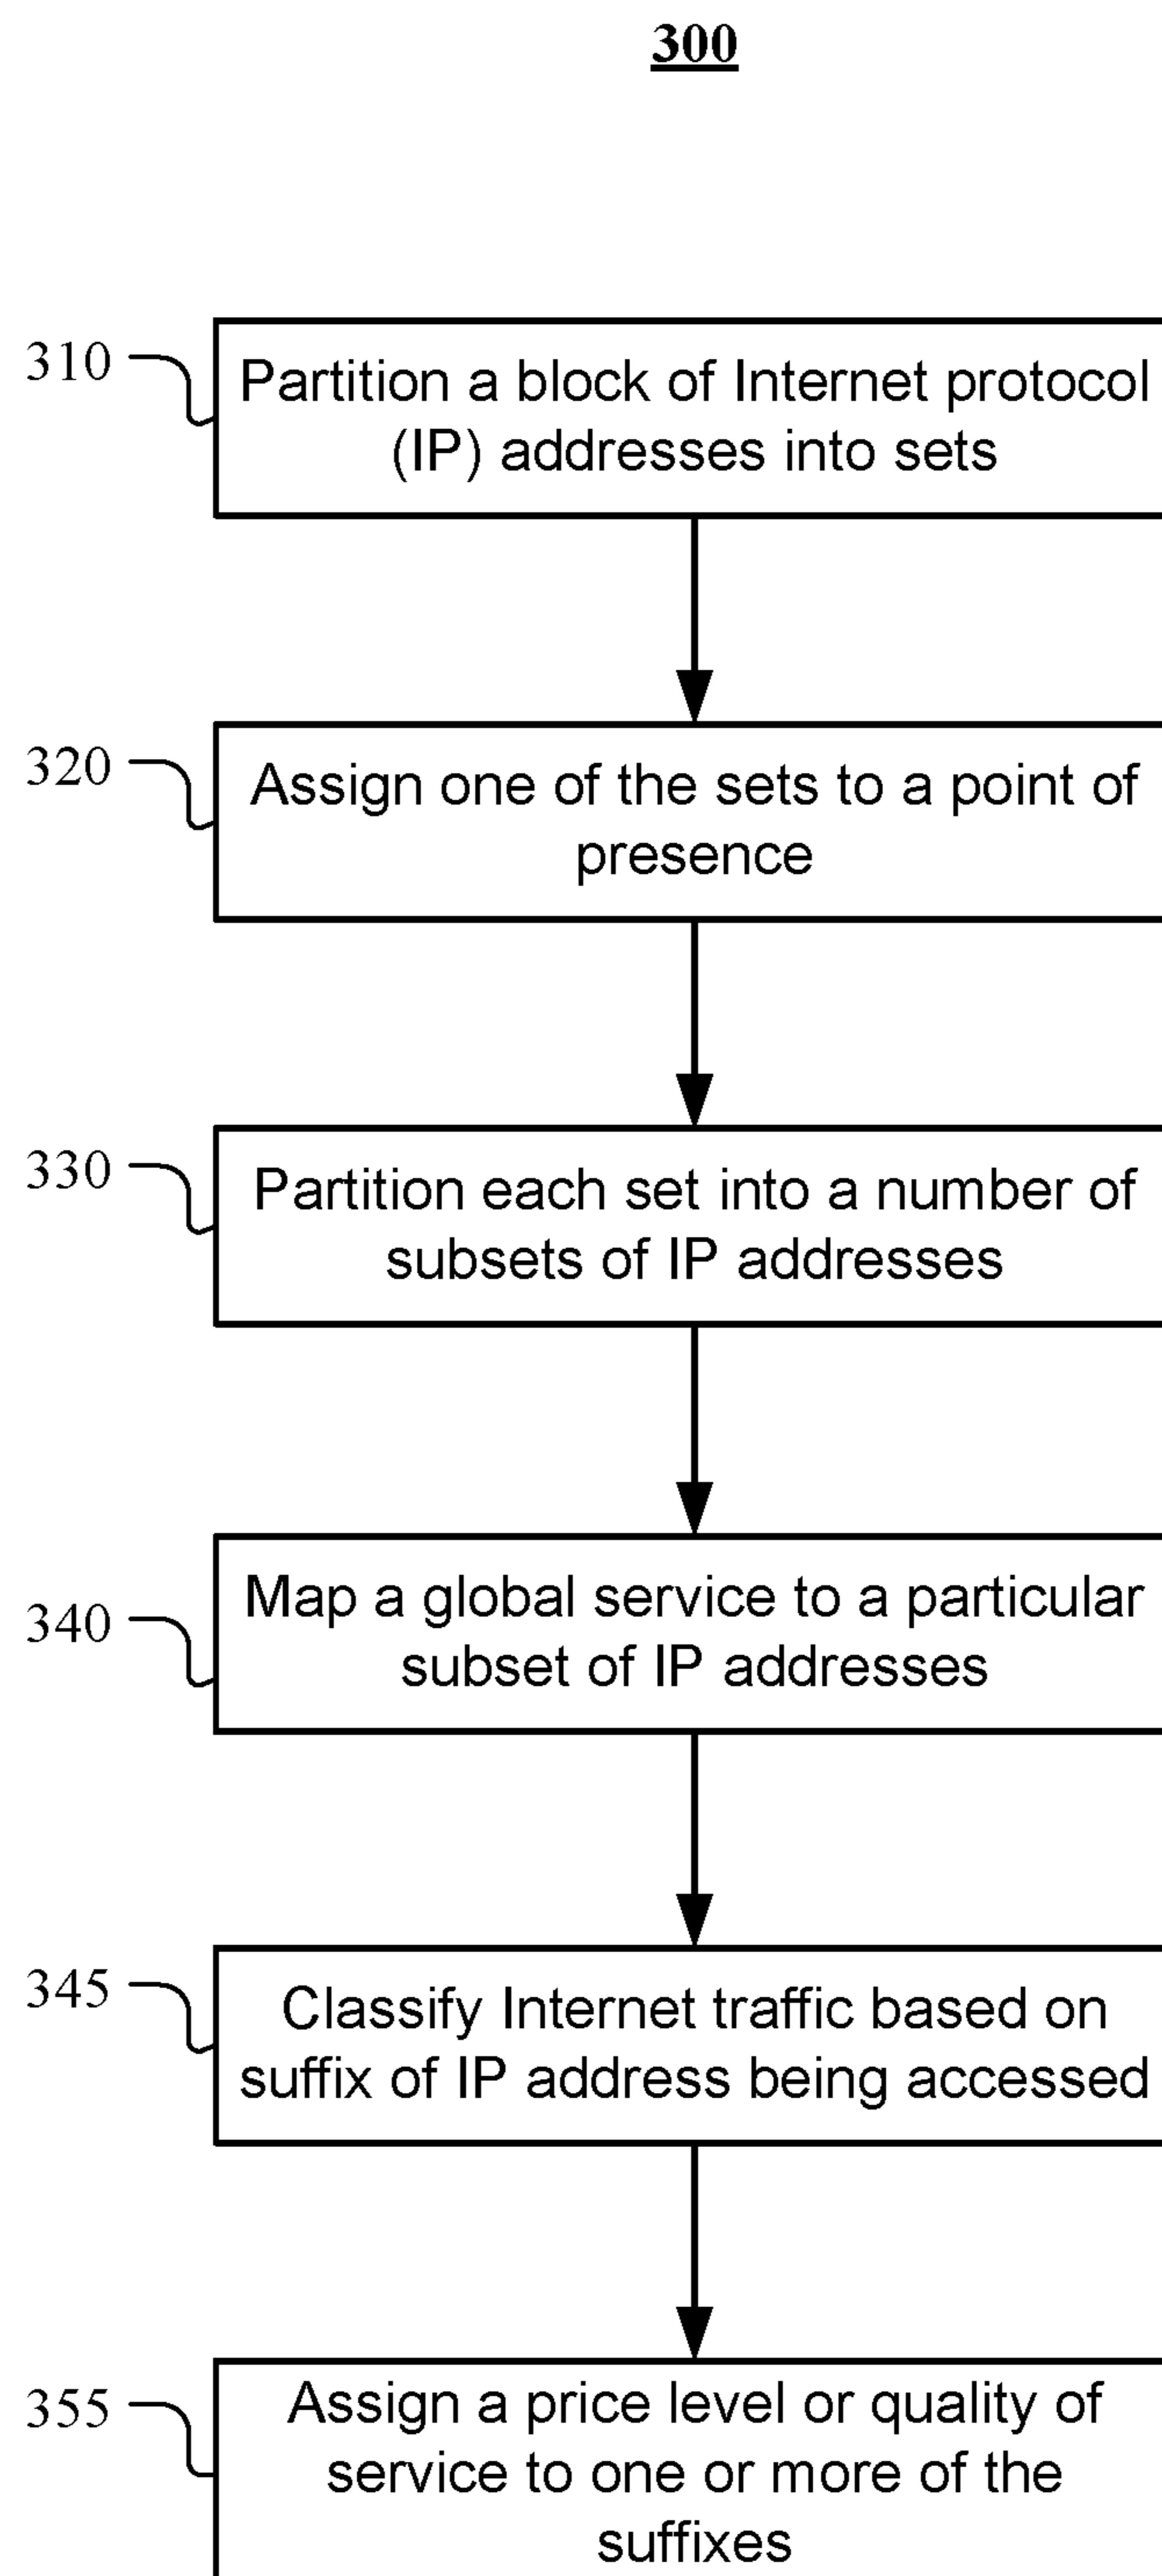 300
310
Partition a block of Internet protocol
(IP) addresses into sets
320
Assign one of the sets to a point of
presence
330
Partition each set into a number of
subsets of IP addresses
340
Map a global service to a particular
subset of IP addresses
345
Classify Internet traffic based on
suffix of IP address being accessed
355
Assign a price level or quality of
service to one or more of the
suffixes